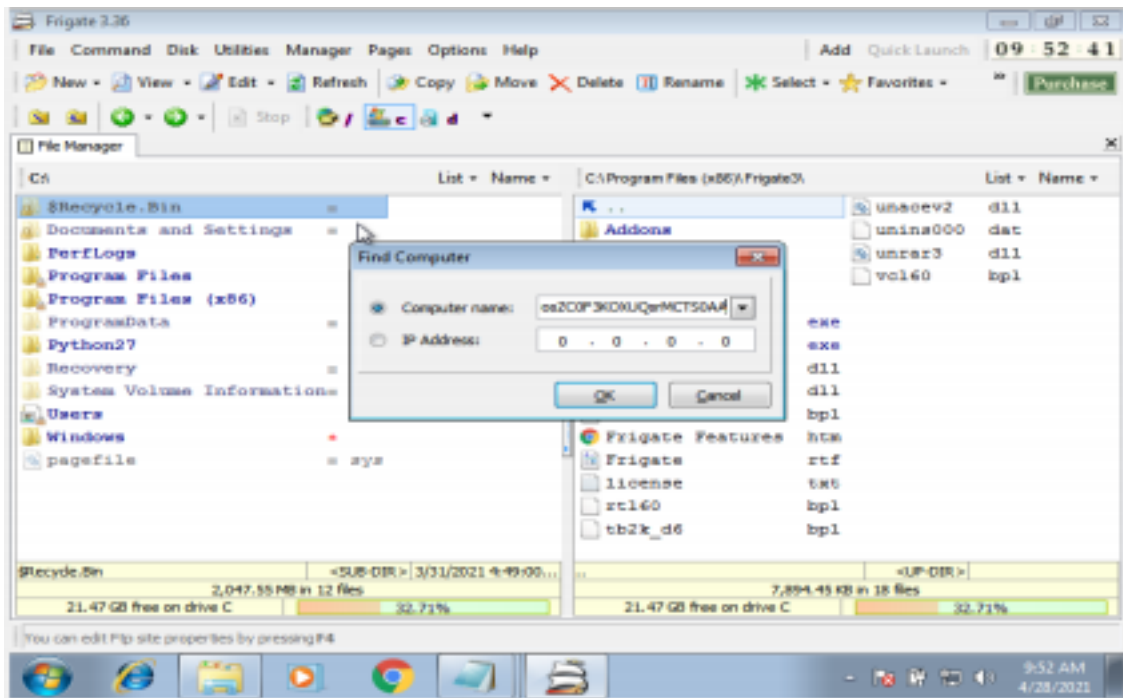 Frigate 3.36
File Command Disk Utilities Manager Pages Options Help Add Quick Launch 09:52:41
New View Edit Refresh Copy Move Delete Rename Select Favorites » Purchase
Stop / c d
File Manager
C:\ List Name C:\Program Files (x86)\Frigate3\ List Name
$Recycle.Bin .. unacev2 dll
Documents and Settings Addons unins000 dat
PerfLogs unrar3 dll
Program Files vcl60 bpl
Program Files (x86)
ProgramData exe
Python27 exe
Recovery dll
System Volume Information dll
Users bpl
Windows Frigate Features htm
pagefile sys Frigate rtf
license txt
rtl60 bpl
tb2k_d6 bpl
Find Computer
Computer name:
IP Address: 0 . 0 . 0 . 0
OK Cancel
$Recycle.Bin <SUB-DIR> 3/31/2021 4:49:00... .. <UP-DIR>
2,047.55 MB in 12 files 7,894.45 KB in 18 files
21.47 GB free on drive C 32.71% 21.47 GB free on drive C 32.71%
You can edit Ftp site properties by pressing F4
9:52 AM
4/28/2021